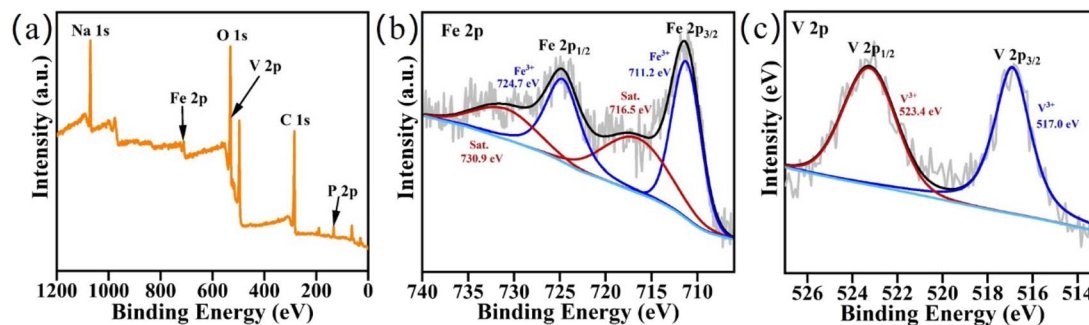 (a)
Na 1s
O 1s
V 2p
Fe 2p
C 1s
P 2p
Intensity (a.u.)
1200 1000 800 600 400 200 0
Binding Energy (eV)
(b)
Fe 2p
Fe 2p1/2
Fe 2p3/2
Fe3+
724.7 eV
Fe3+
711.2 eV
Sat.
716.5 eV
Sat.
730.9 eV
Intensity (a.u.)
740 735 730 725 720 715 710
Binding Energy (eV)
(c)
V 2p
V 2p1/2
V 2p3/2
V3+
523.4 eV
V3+
517.0 eV
Intensity (eV)
526 524 522 520 518 516 514
Binding Energy (eV)